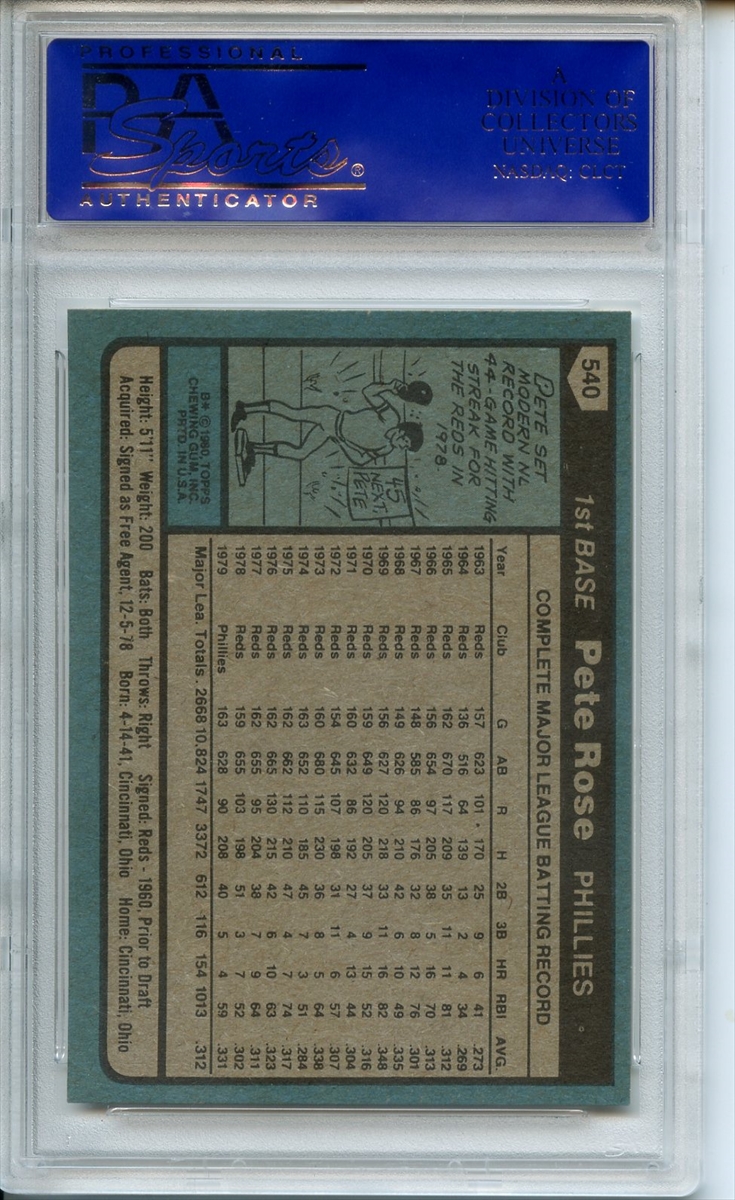 PROFESSIONAL
PSA
Sports ®
AUTHENTICATOR
A
DIVISION OF
COLLECTORS
UNIVERSE
NASDAQ: CLCT
540
1st BASE Pete Rose PHILLIES
PETE SET
MODERN NL
RECORD WITH
44-GAME HITTING
STREAK FOR
THE REDS IN
1978.
45
NEXT,
PETE
B* © 1980, TOPPS
CHEWING GUM, INC.
PRTD. IN U.S.A.
COMPLETE MAJOR LEAGUE BATTING RECORD
Year Club G AB R H 2B 3B HR RBI AVG.
1963 Reds 157 623 101 170 25 9 6 41 .273
1964 Reds 136 516 64 139 13 2 4 34 .269
1965 Reds 162 670 117 209 35 11 11 81 .312
1966 Reds 156 654 97 205 38 5 16 70 .313
1967 Reds 148 585 86 176 32 8 12 76 .301
1968 Reds 149 626 94 210 42 6 10 49 .335
1969 Reds 156 627 120 218 33 11 16 82 .348
1970 Reds 159 649 120 205 37 9 15 52 .316
1971 Reds 160 632 86 192 27 4 13 44 .304
1972 Reds 154 645 107 198 31 11 6 57 .307
1973 Reds 160 680 115 230 36 8 5 64 .338
1974 Reds 163 652 110 185 45 7 3 51 .284
1975 Reds 162 662 112 210 47 4 7 74 .317
1976 Reds 162 665 130 215 42 6 10 63 .323
1977 Reds 162 655 95 204 38 7 9 64 .311
1978 Reds 159 655 103 198 51 3 7 52 .302
1979 Phillies 163 628 90 208 40 5 4 59 .331
Major Lea. Totals . 2668 10,824 1747 3372 612 116 154 1013 .312
Height: 5'11" Weight: 200 Bats: Both Throws: Right Signed: Reds - 1960, Prior to Draft
Acquired: Signed as Free Agent, 12-5-78 Born: 4-14-41, Cincinnati, Ohio Home: Cincinnati, Ohio